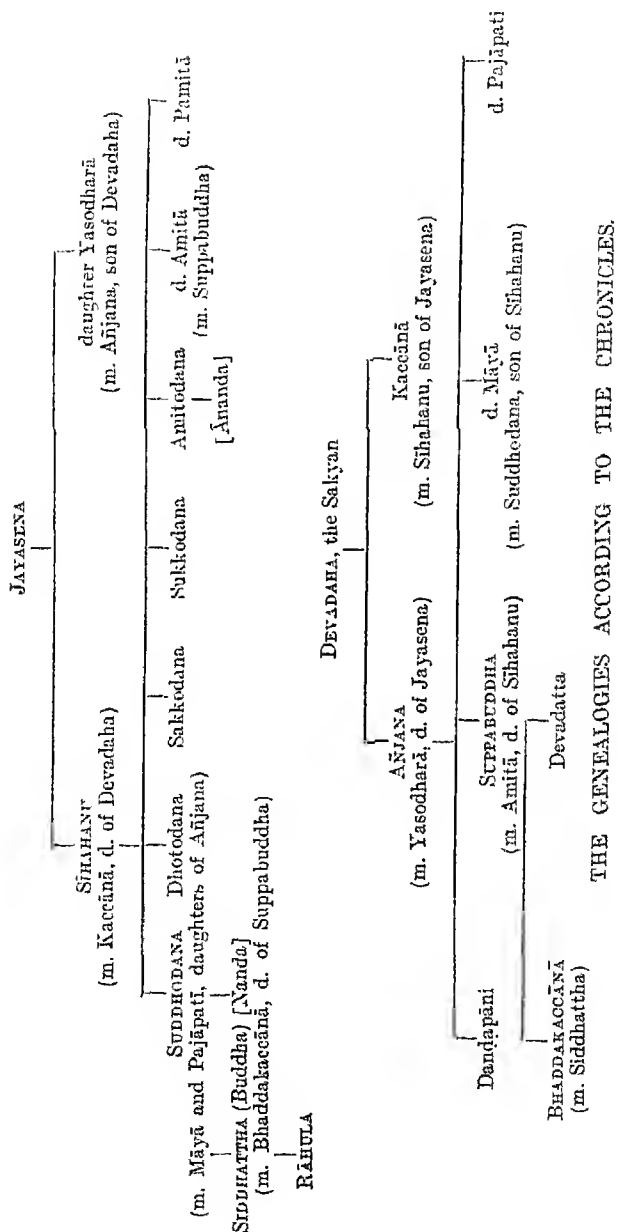 JAYASENA
SĪHAHANU
(m. Kaccānā, d. of Devadaha)
daughter Yasodharā
(m. Añjana, son of Devadaha)
SUDDHODANA
(m. Māyā and Pajāpatī, daughters of Añjana)
Dhotodana
Sakkodana
Sukkodana
Amitodana
[Ānanda]
d. Amitā
(m. Suppabuddha)
d. Pamitā
SIDDHATTHA (Buddha) [Nanda]
(m. Bhaddakaccānā, d. of Suppabuddha)
RĀHULA
DEVADAHA, the Sakyan
AÑJANA
(m. Yasodharā, d. of Jayasena)
Kaccānā
(m. Sīhahanu, son of Jayasena)
Daṇḍapāni
SUPPABUDDHA
(m. Amitā, d. of Sīhahanu)
d. Māyā
(m. Suddhodana, son of Sīhahanu)
d. Pajāpatī
BHADDAKACCĀNĀ
(m. Siddhattha)
Devadatta
THE GENEALOGIES ACCORDING TO THE CHRONICLES.